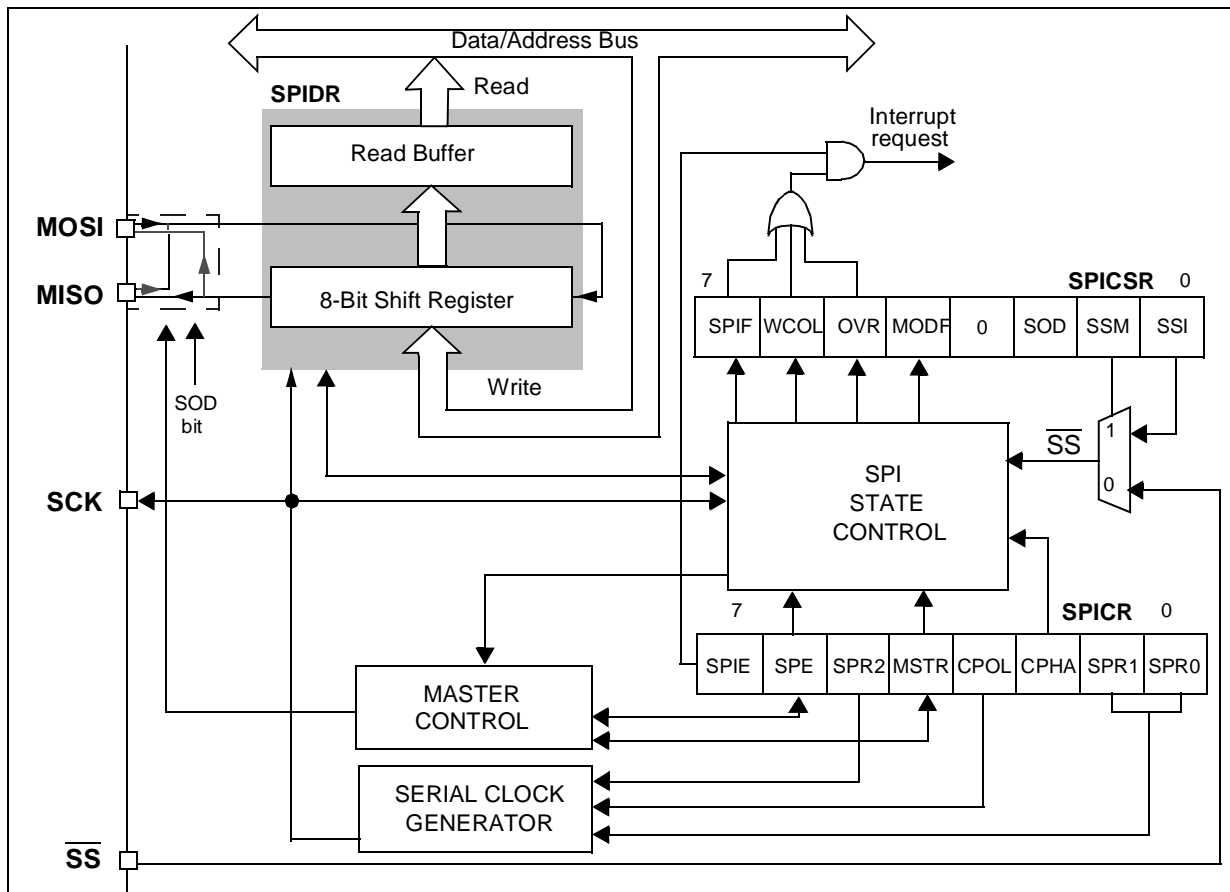 Data/Address Bus
SPIDR
Read
Read Buffer
Interrupt
request
MOSI
MISO
8-Bit Shift Register
7
SPICSR
0
SPIF
WCOL
OVR
MODF
0
SOD
SSM
SSI
Write
SOD
bit
1
SS
0
SCK
SPI
STATE
CONTROL
7
SPICR
0
SPIE
SPE
SPR2
MSTR
CPOL
CPHA
SPR1
SPR0
MASTER
CONTROL
SERIAL CLOCK
GENERATOR
SS